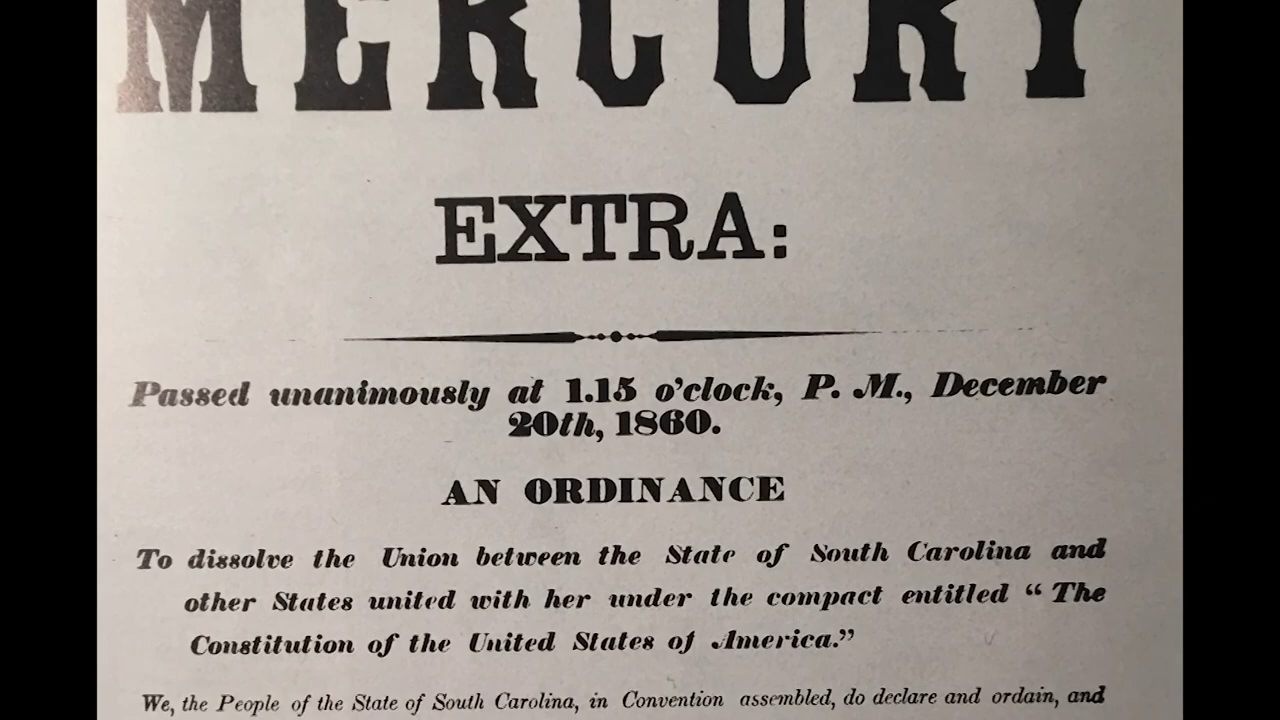 MERCURY
EXTRA:
Passed unanimously at 1.15 o'clock, P. M., December
20th, 1860.
AN ORDINANCE
To dissolve the Union between the State of South Carolina and
other States united with her under the compact entitled “ The
Constitution of the United States of America.”
We, the People of the State of South Carolina, in Convention assembled, do declare and ordain, and